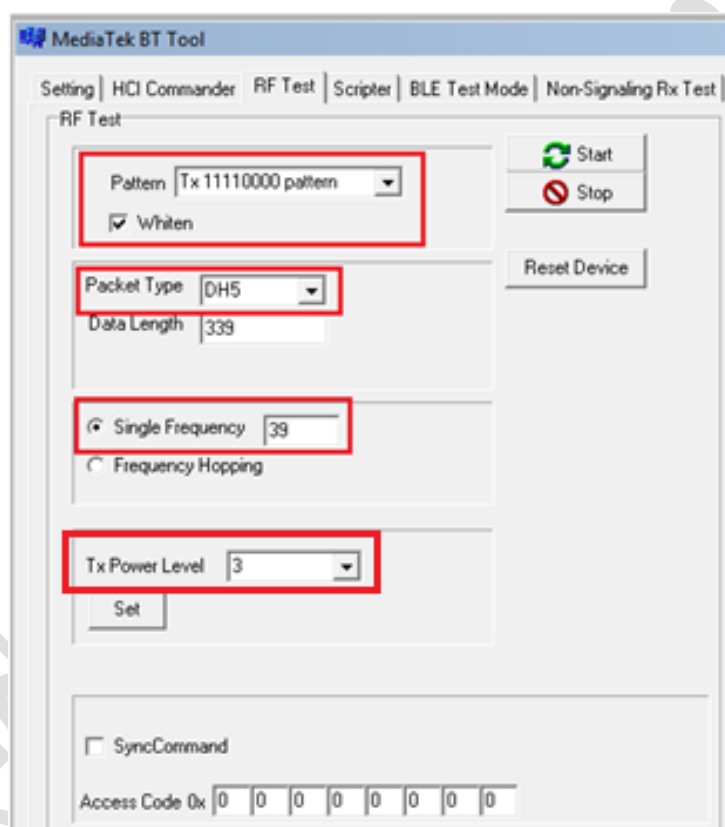 MediaTek BT Tool
Setting HCI Commander RF Test Scripter BLE Test Mode Non-Signaling Rx Test
RF Test
Pattern Tx 11110000 pattern
Whiten
Start
Stop
Reset Device
Packet Type DH5
Data Length 339
Single Frequency 39
Frequency Hopping
Tx Power Level 3
Set
SyncCommand
Access Code 0x 0 0 0 0 0 0 0 0